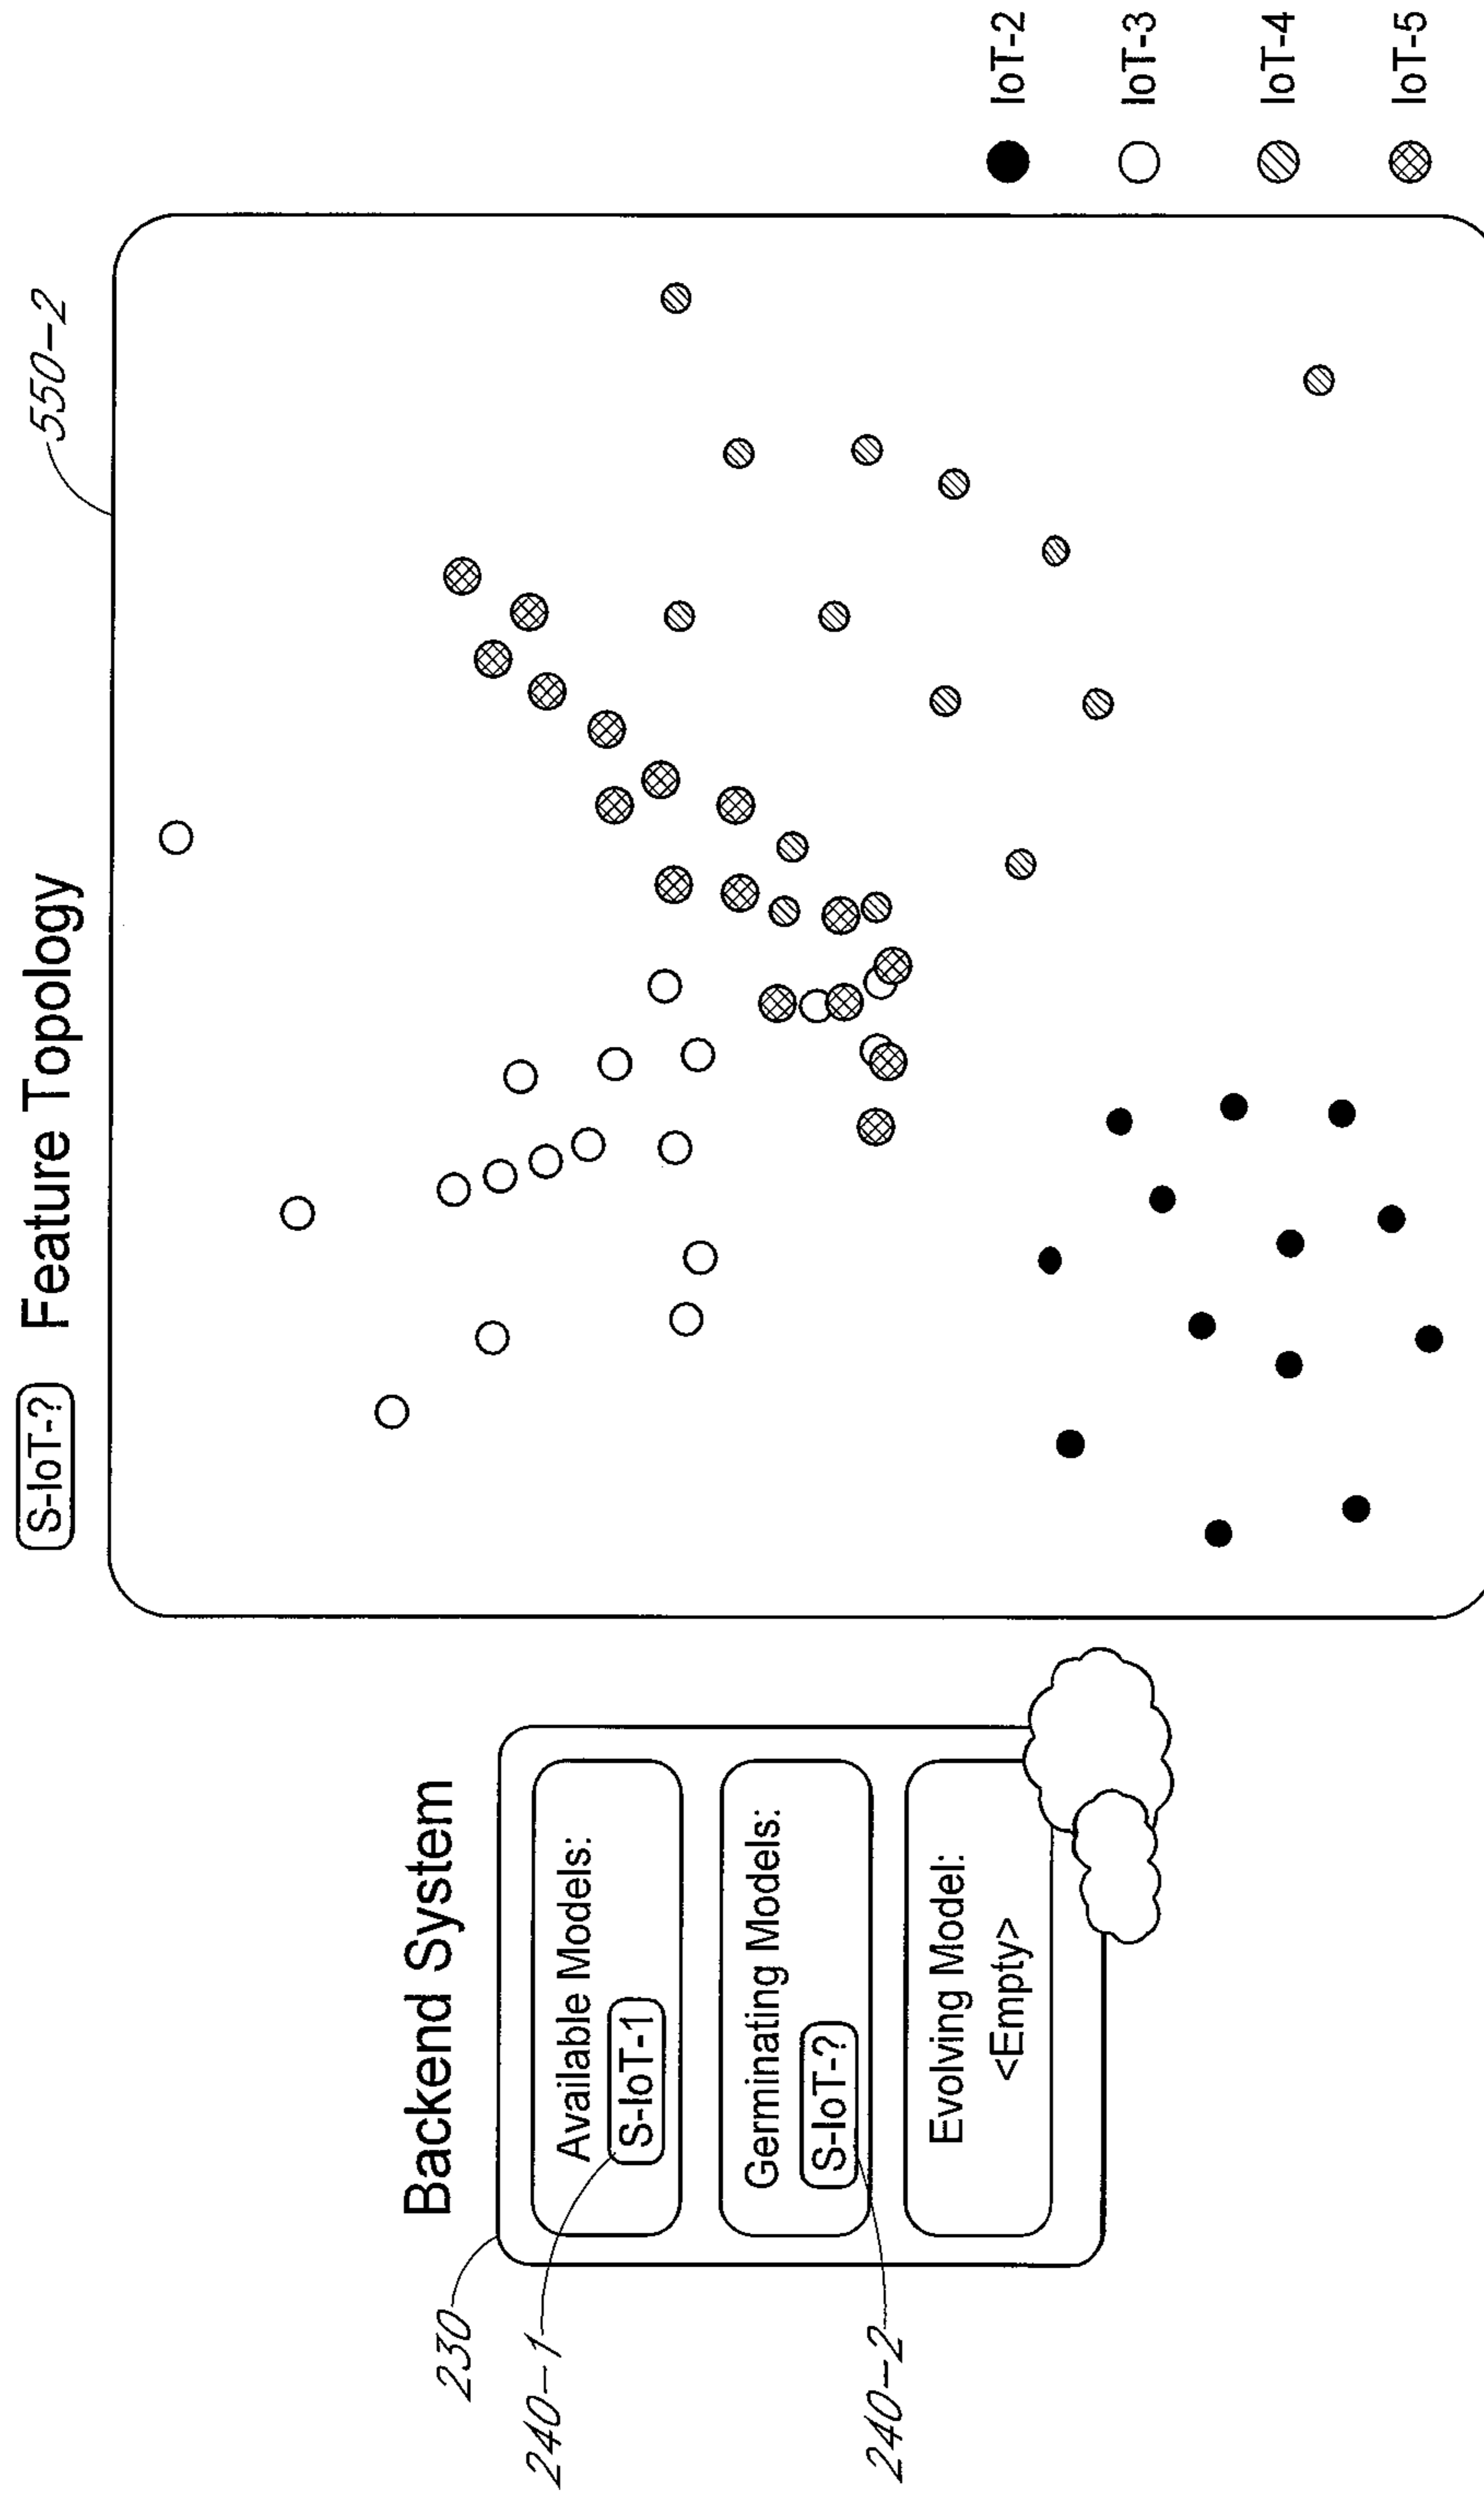 Backend System
230
Available Models:
S-IoT-1
240-1
Germinating Models:
S-IoT-?
240-2
Evolving Model:
<Empty>
S-IoT-? Feature Topology
550-2
IoT-2
IoT-3
IoT-4
IoT-5